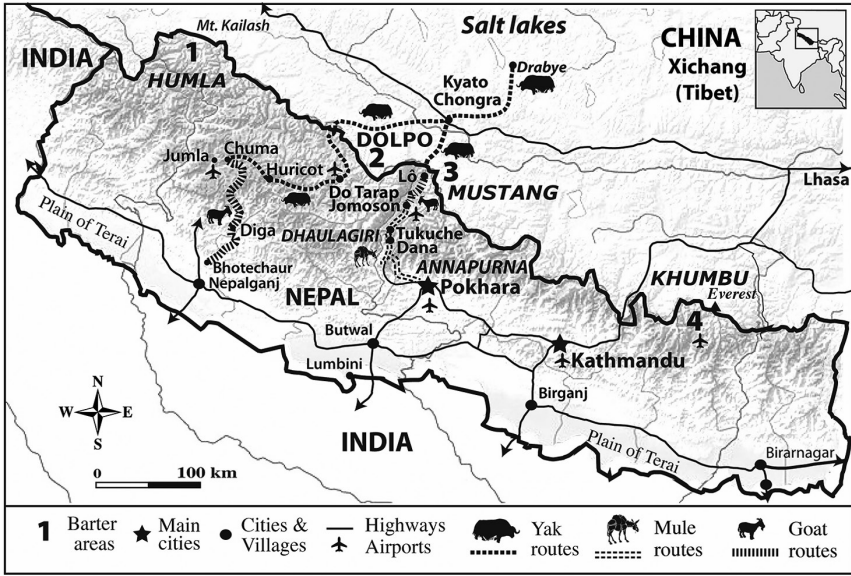 Mt. Kailash
Salt lakes
CHINA
Xichang
(Tibet)
INDIA
1
HUMLA
Drabye
Kyato
Chongra
DOLPO
2
Chuma
Jumla
Huricot
Lô
3
MUSTANG
Lhasa
Do Tarap
Jomoson
Plain of Terai
Diga
DHAULAGIRI
Tukuche
Dana
Bhotechaur
Nepalganj
ANNAPURNA
Pokhara
NEPAL
KHUMBU
Everest
4
Butwal
Kathmandu
Lumbini
Birganj
N
W
E
S
INDIA
Plain of Terai
Birarnagar
0
100 km
1
Barter
areas
Main
cities
Cities &
Villages
Highways
Airports
Yak
routes
Mule
routes
Goat
routes